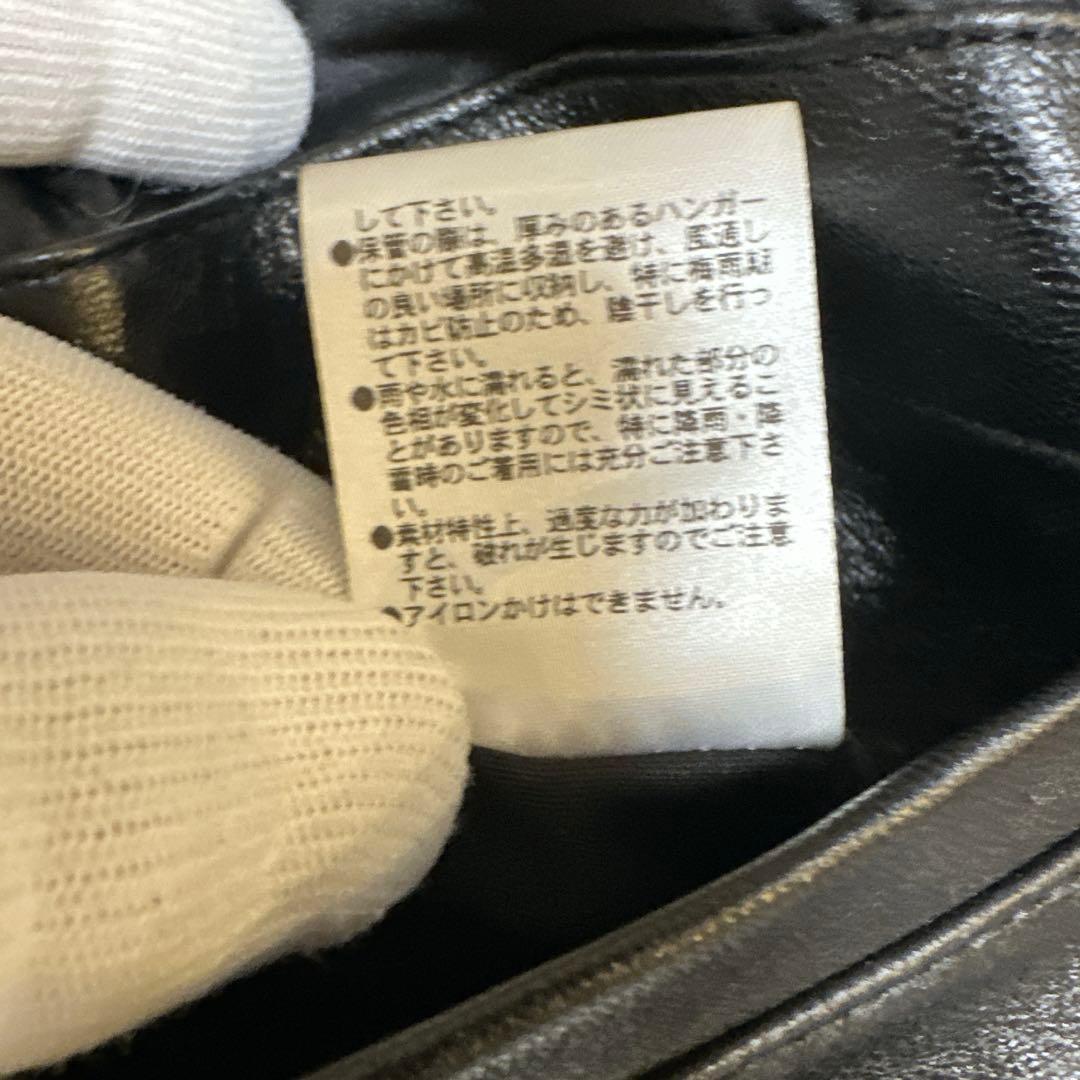 して下さい。
●保管の際は、厚みのあるハンガー
にかけて高温多湿を避け、風通し
の良い場所に収納し、特に梅雨期
はカビ防止のため、陰干しを行っ
て下さい。
●雨や水に濡れると、濡れた部分の
色相が変化してシミ状に見えるこ
とがありますので、特に降雨・降
雪時のご着用には充分ご注意下さ
い。
●素材特性上、過度な力が加わりま
すと、破れが生じますのでご注意
下さい。
●アイロンかけはできません。